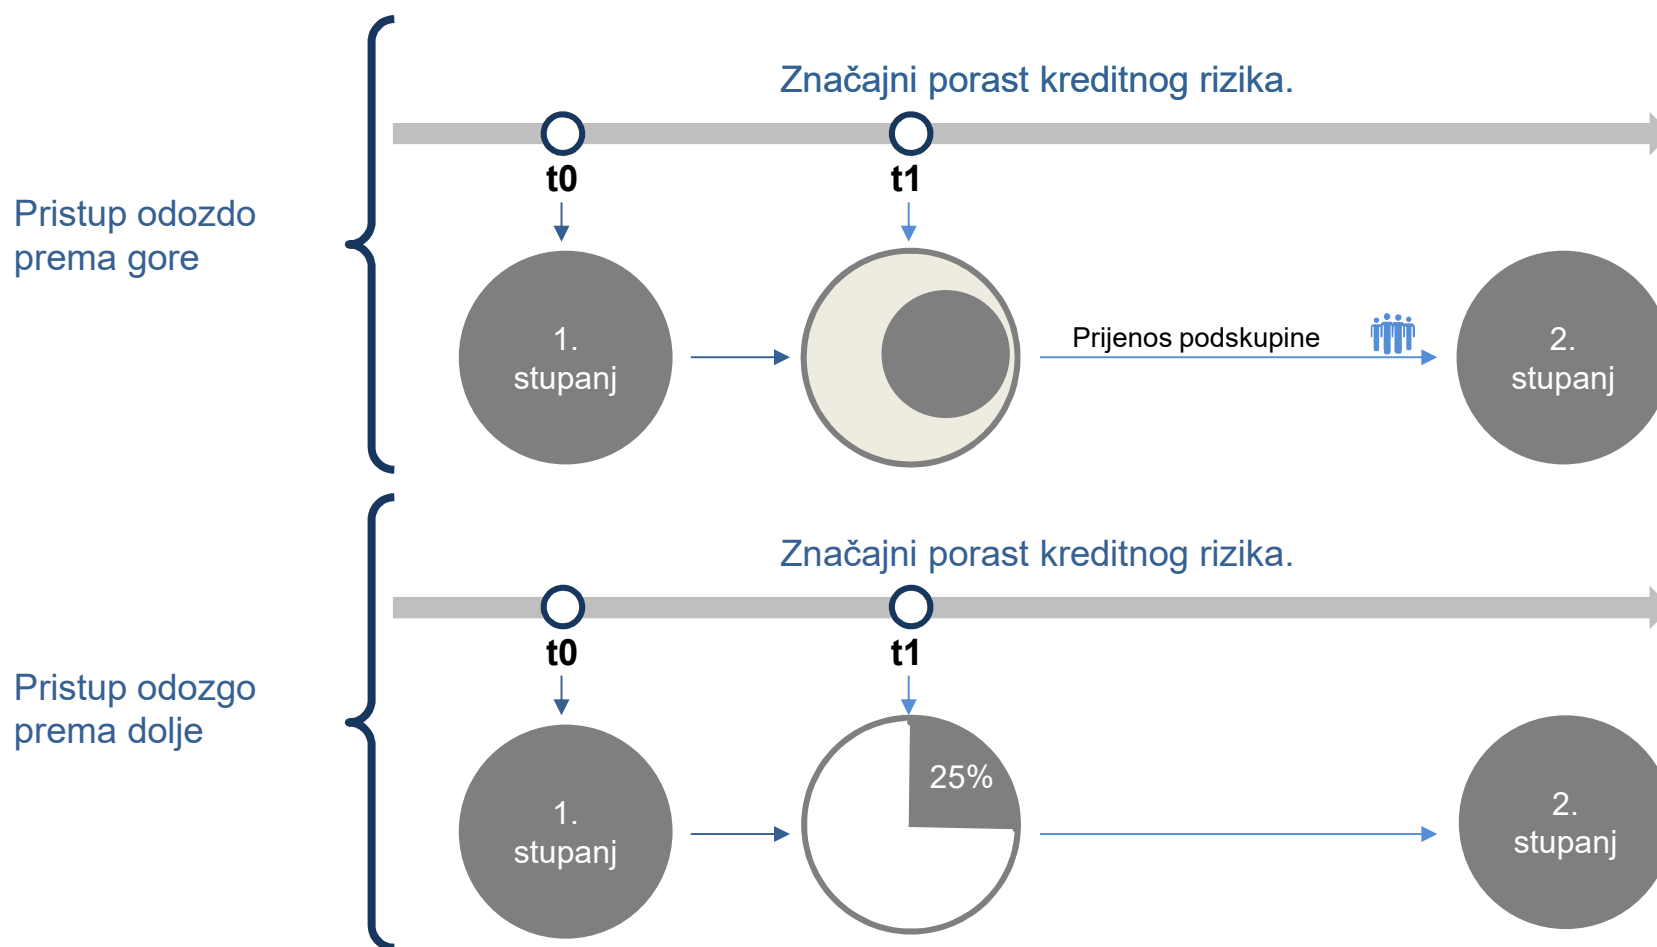 Značajni porast kreditnog rizika.
t0
t1
Pristup odozdo
prema gore
1.
stupanj
Prijenos podskupine
2.
stupanj
Značajni porast kreditnog rizika.
t0
t1
Pristup odozgo
prema dolje
1.
stupanj
25%
2.
stupanj